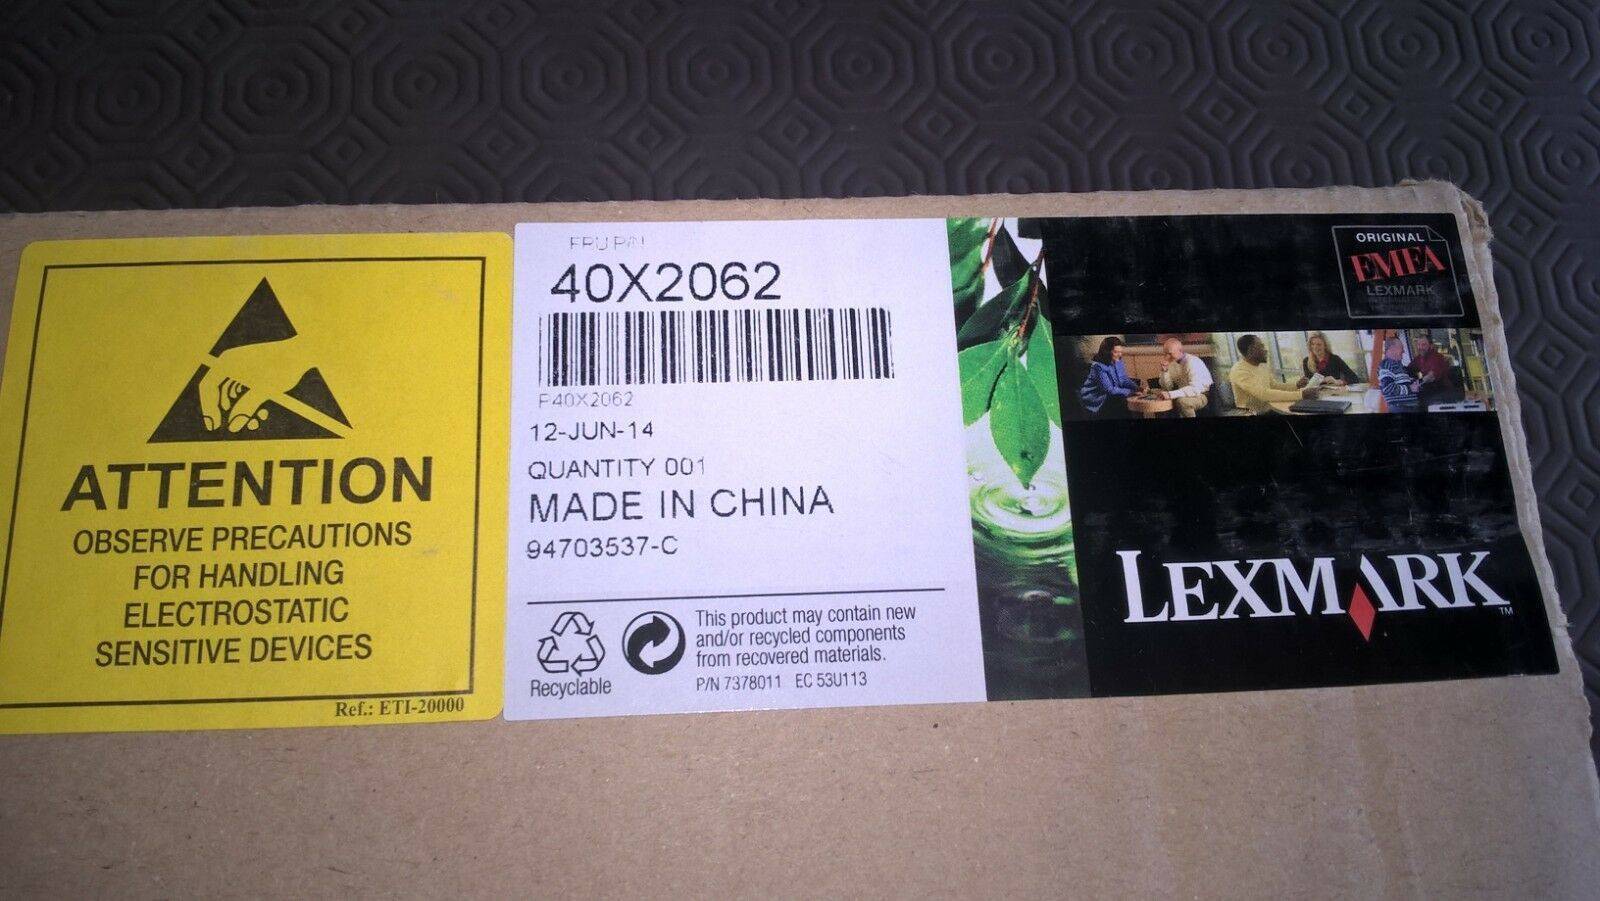 ATTENTION
OBSERVE PRECAUTIONS
FOR HANDLING
ELECTROSTATIC
SENSITIVE DEVICES
Ref.: ETI-20000
FRU P/N
40X2062
P40X2062
12-JUN-14
QUANTITY 001
MADE IN CHINA
94703537-C
Recyclable
This product may contain new
and/or recycled components
from recovered materials.
P/N 7378011 EC 53U113
ORIGINAL
EMEA
LEXMARK
LEXMARK™